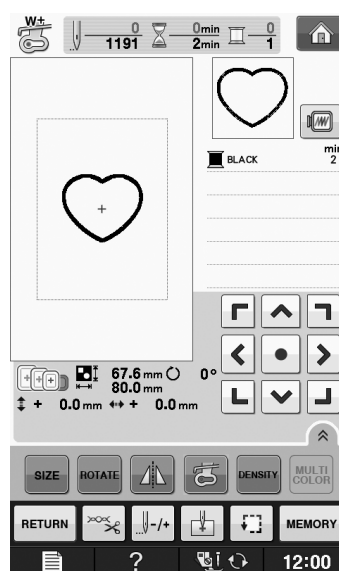 W±
0 0min 0
1191 2min 1
min
BLACK 2
67.6 mm 0°
80.0 mm
+ 0.0 mm + 0.0 mm
SIZE ROTATE DENSITY MULTI COLOR
RETURN -/+ MEMORY
? 12:00